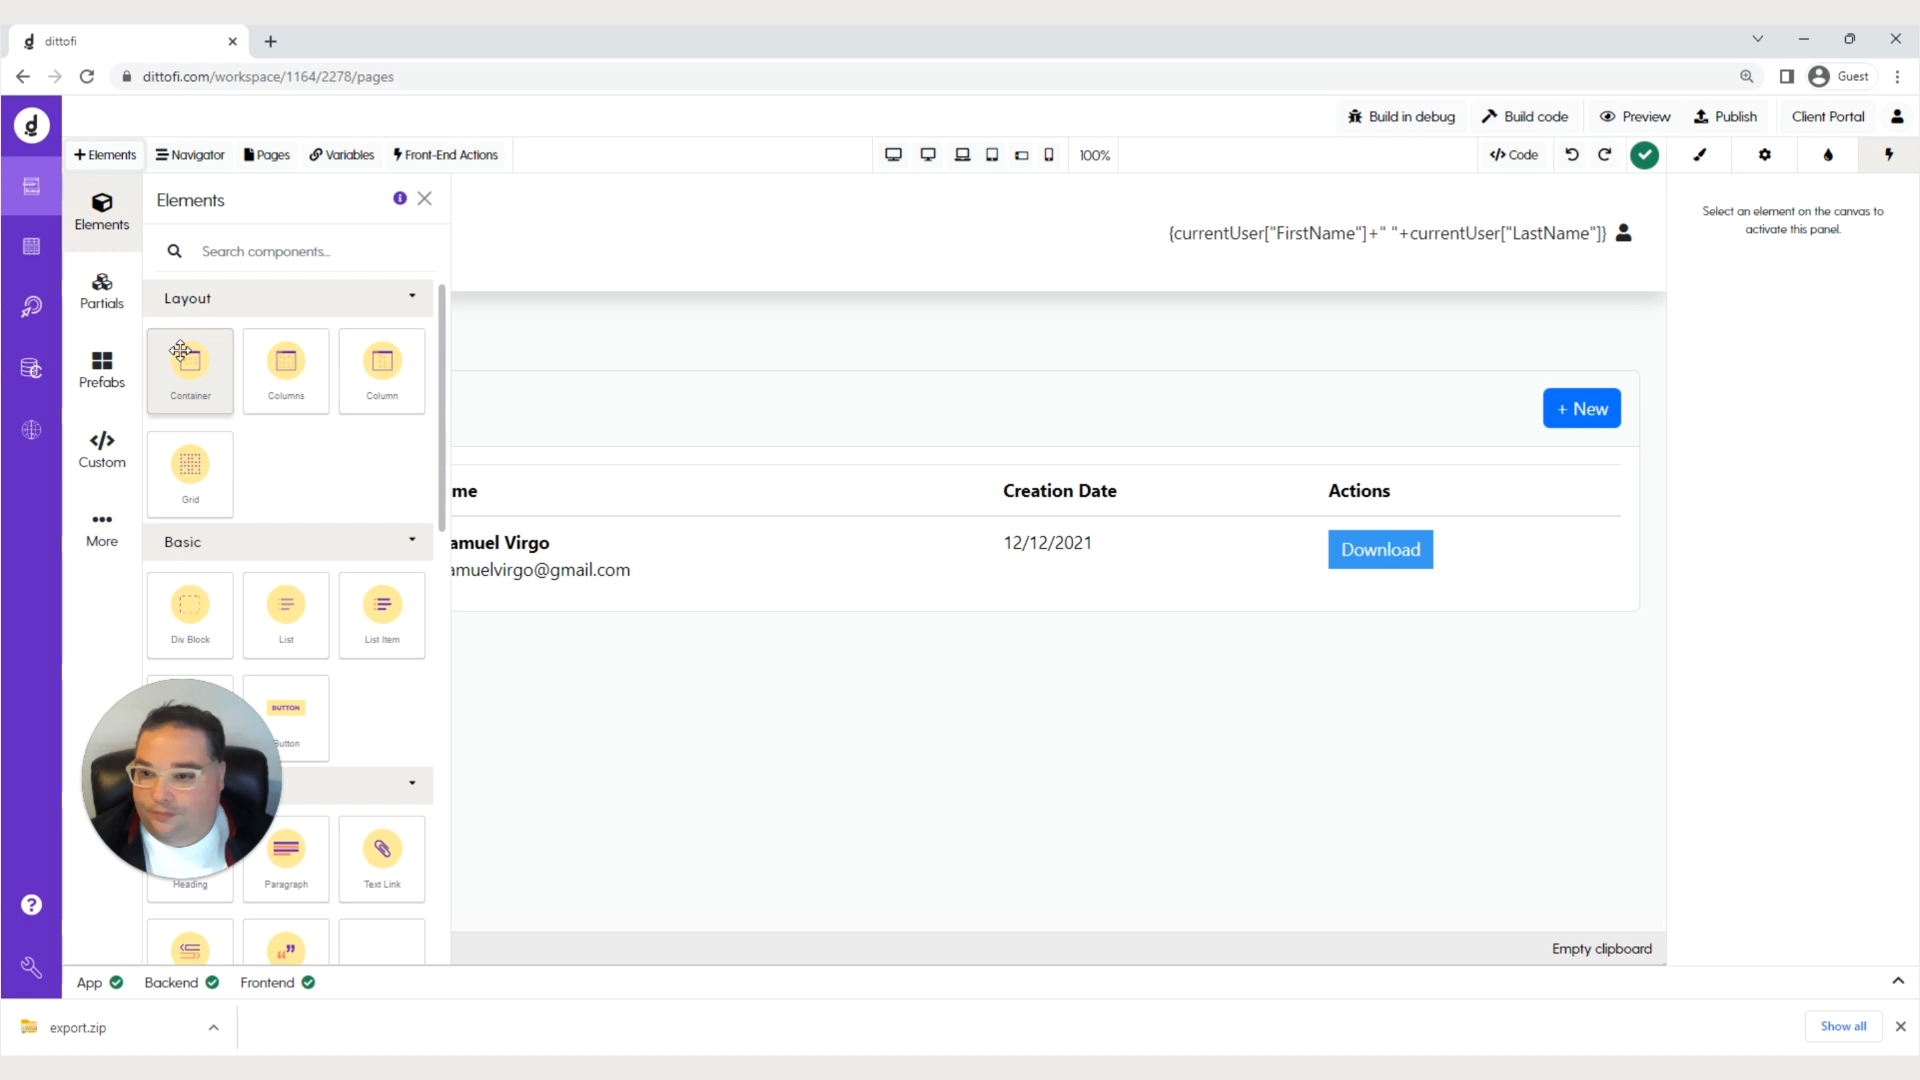 dittofi
dittofi.com/workspace/1164/2278/pages
Guest
Build in debug
Build code
Preview
Publish
Client Portal
+Elements
Navigator
Pages
Variables
Front-End Actions
100%
</> Code
Elements
Elements
Search components...
Select an element on the canvas to
activate this panel.
{currentUser["FirstName"]+" "+currentUser["LastName"]}
Partials
Layout
Container
Columns
Column
Prefabs
+ New
Custom
Grid
me
Creation Date
Actions
More
Basic
amuel Virgo
12/12/2021
Download
amuelvirgo@gmail.com
Div Block
List
List Item
BUTTON
Button
Heading
Paragraph
Text Link
Empty clipboard
App
Backend
Frontend
export.zip
Show all